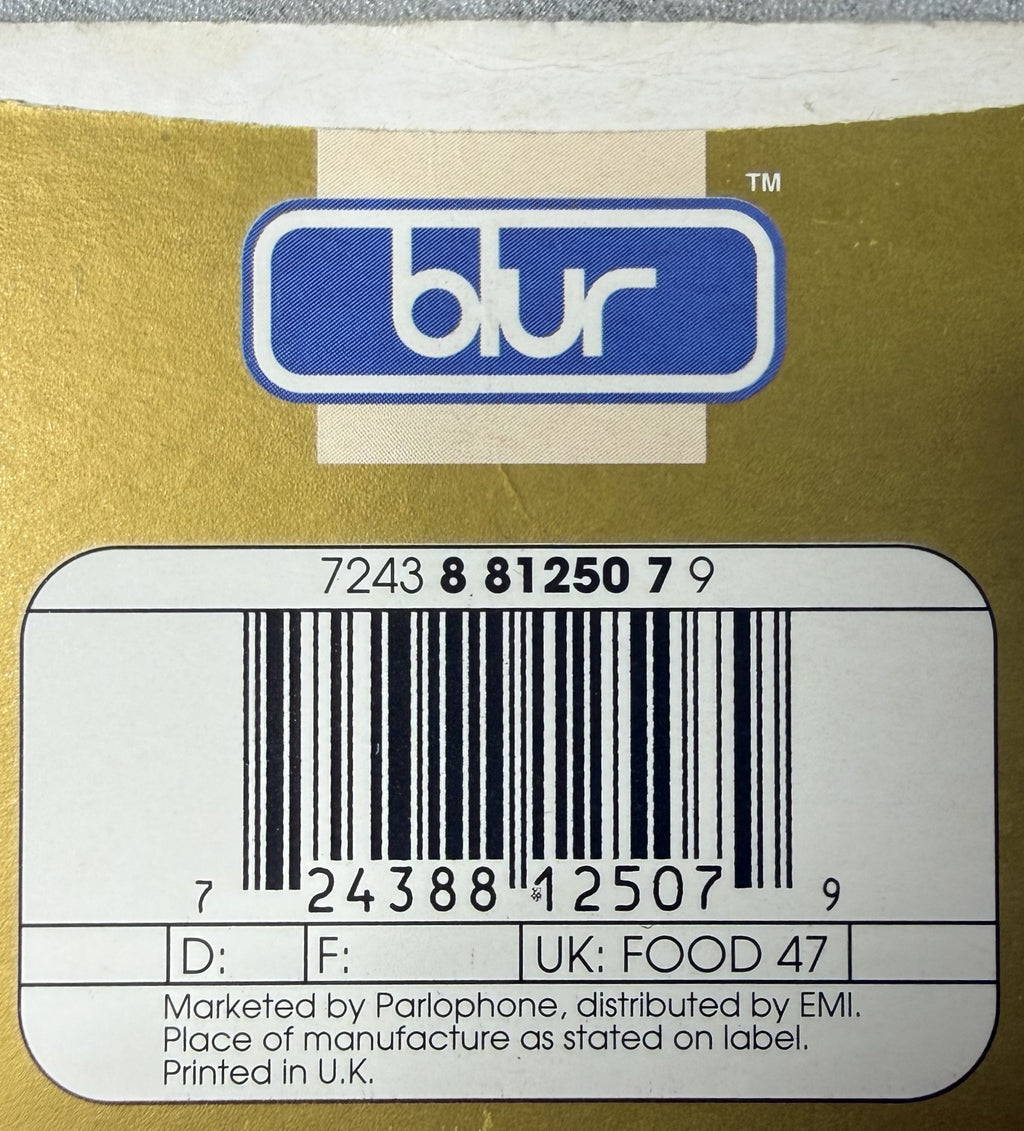 TM
blur
7243 8 81250 7 9
7 24388 12507 9
D: F: UK: FOOD 47
Marketed by Parlophone, distributed by EMI.
Place of manufacture as stated on label.
Printed in U.K.